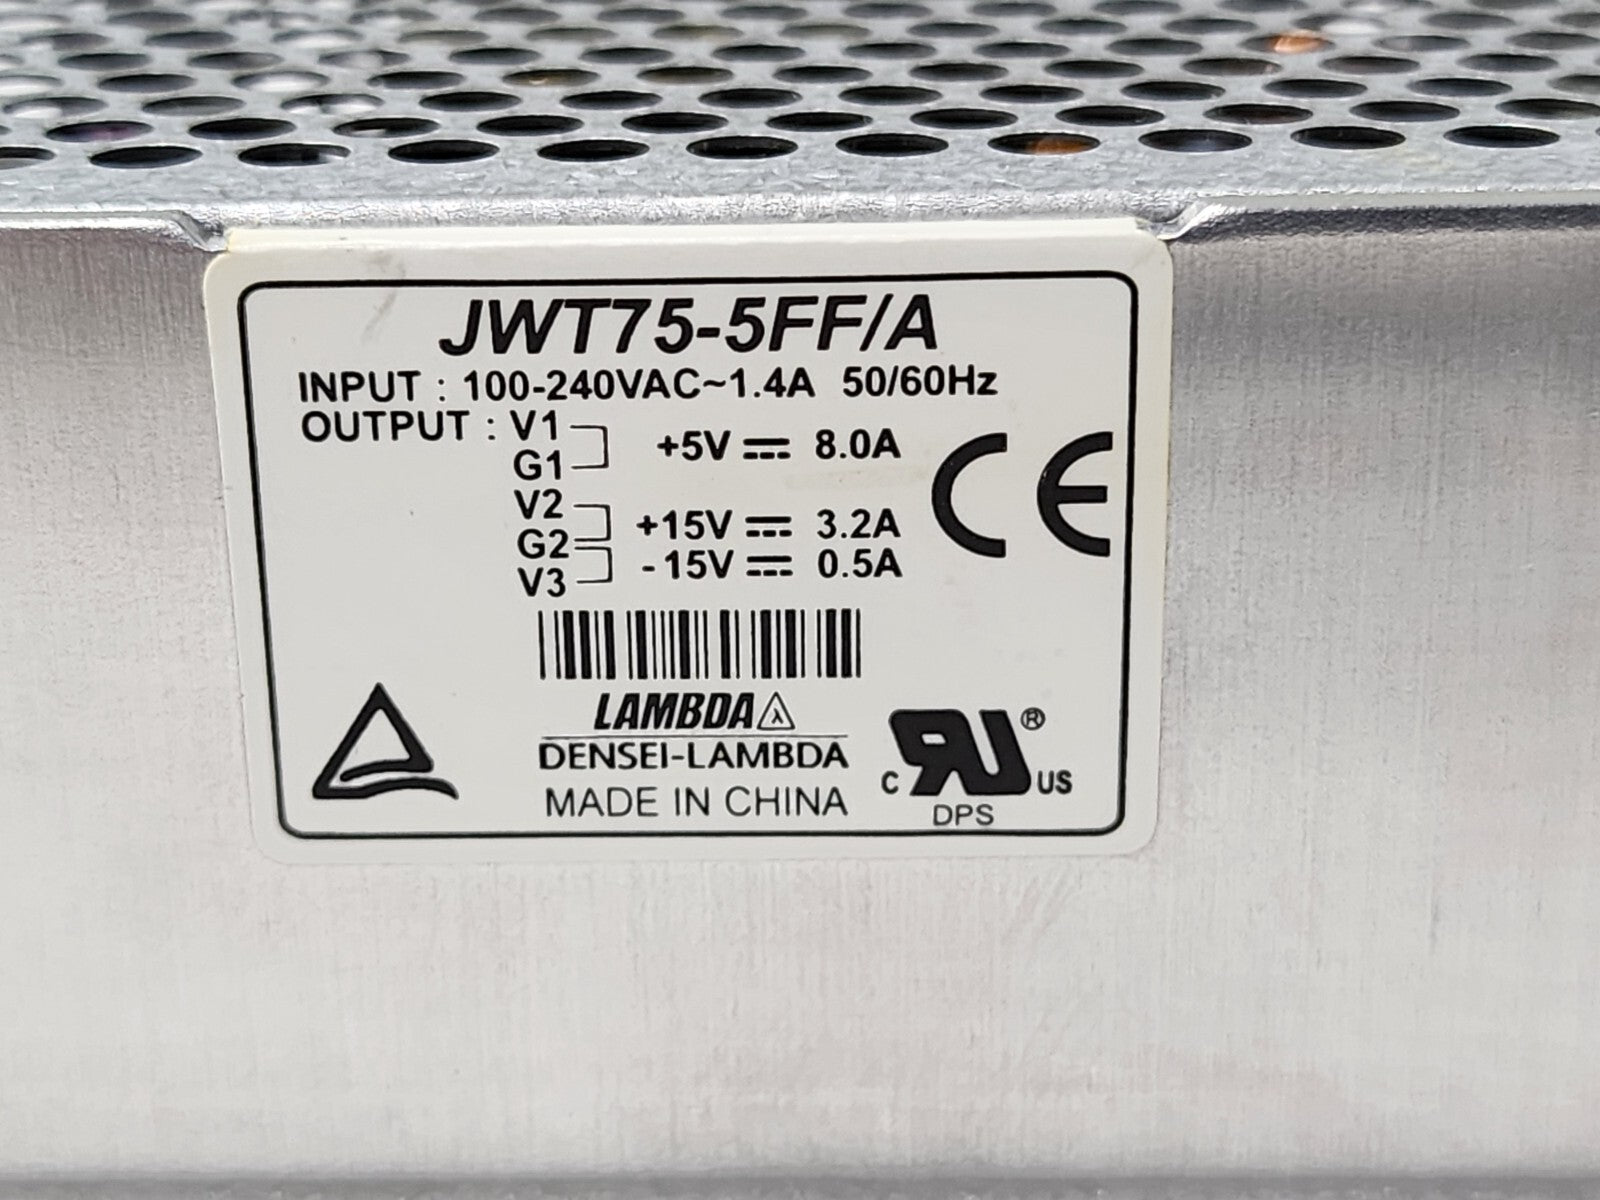 JWT75-5FF/A
INPUT : 100-240VAC~1.4A 50/60Hz
OUTPUT : V1
G1
+5V ⎓ 8.0A
V2
G2
+15V ⎓ 3.2A
V3
-15V ⎓ 0.5A
CE
LAMBDA
DENSEI-LAMBDA
MADE IN CHINA
C RU® US
DPS